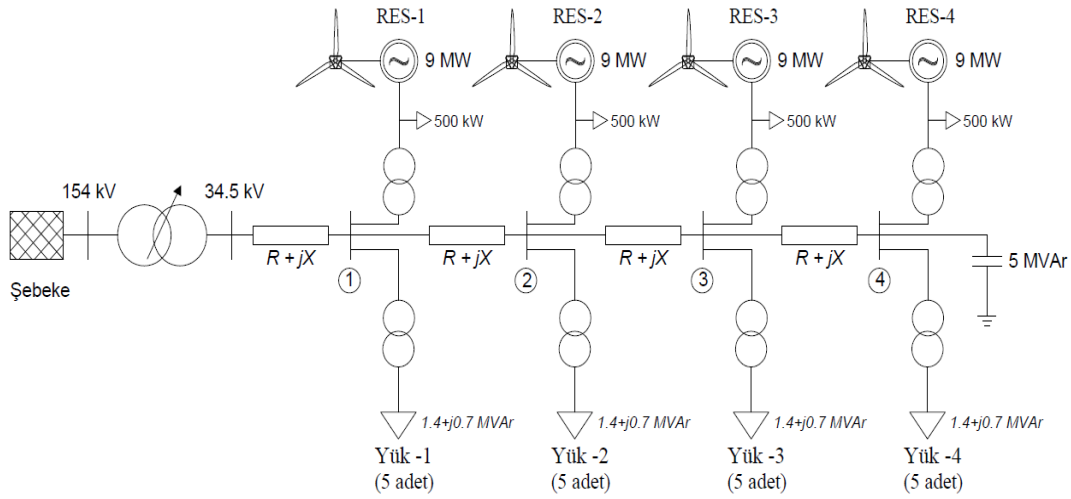 RES-1
RES-2
RES-3
RES-4
9 MW
9 MW
9 MW
9 MW
500 kW
500 kW
500 kW
500 kW
154 kV
34.5 kV
R + jX
R + jX
R + jX
R + jX
1
2
3
4
5 MVAr
Şebeke
1.4+j0.7 MVAr
1.4+j0.7 MVAr
1.4+j0.7 MVAr
1.4+j0.7 MVAr
Yük -1
(5 adet)
Yük -2
(5 adet)
Yük -3
(5 adet)
Yük -4
(5 adet)